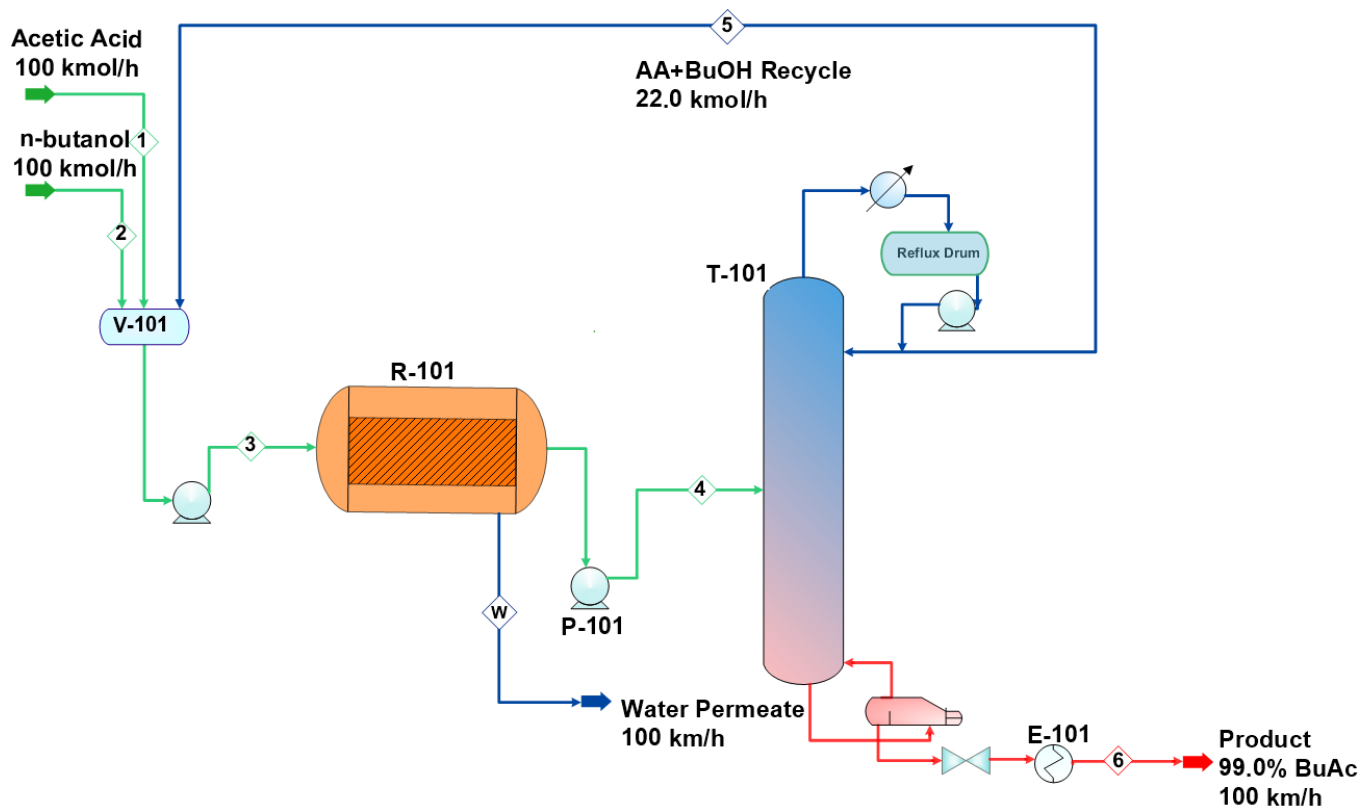 5
Acetic Acid
100 kmol/h
AA+BuOH Recycle
22.0 kmol/h
n-butanol
100 kmol/h
1
2
Reflux Drum
T-101
V-101
R-101
3
4
W
P-101
Water Permeate
100 km/h
E-101
6
Product
99.0% BuAc
100 km/h